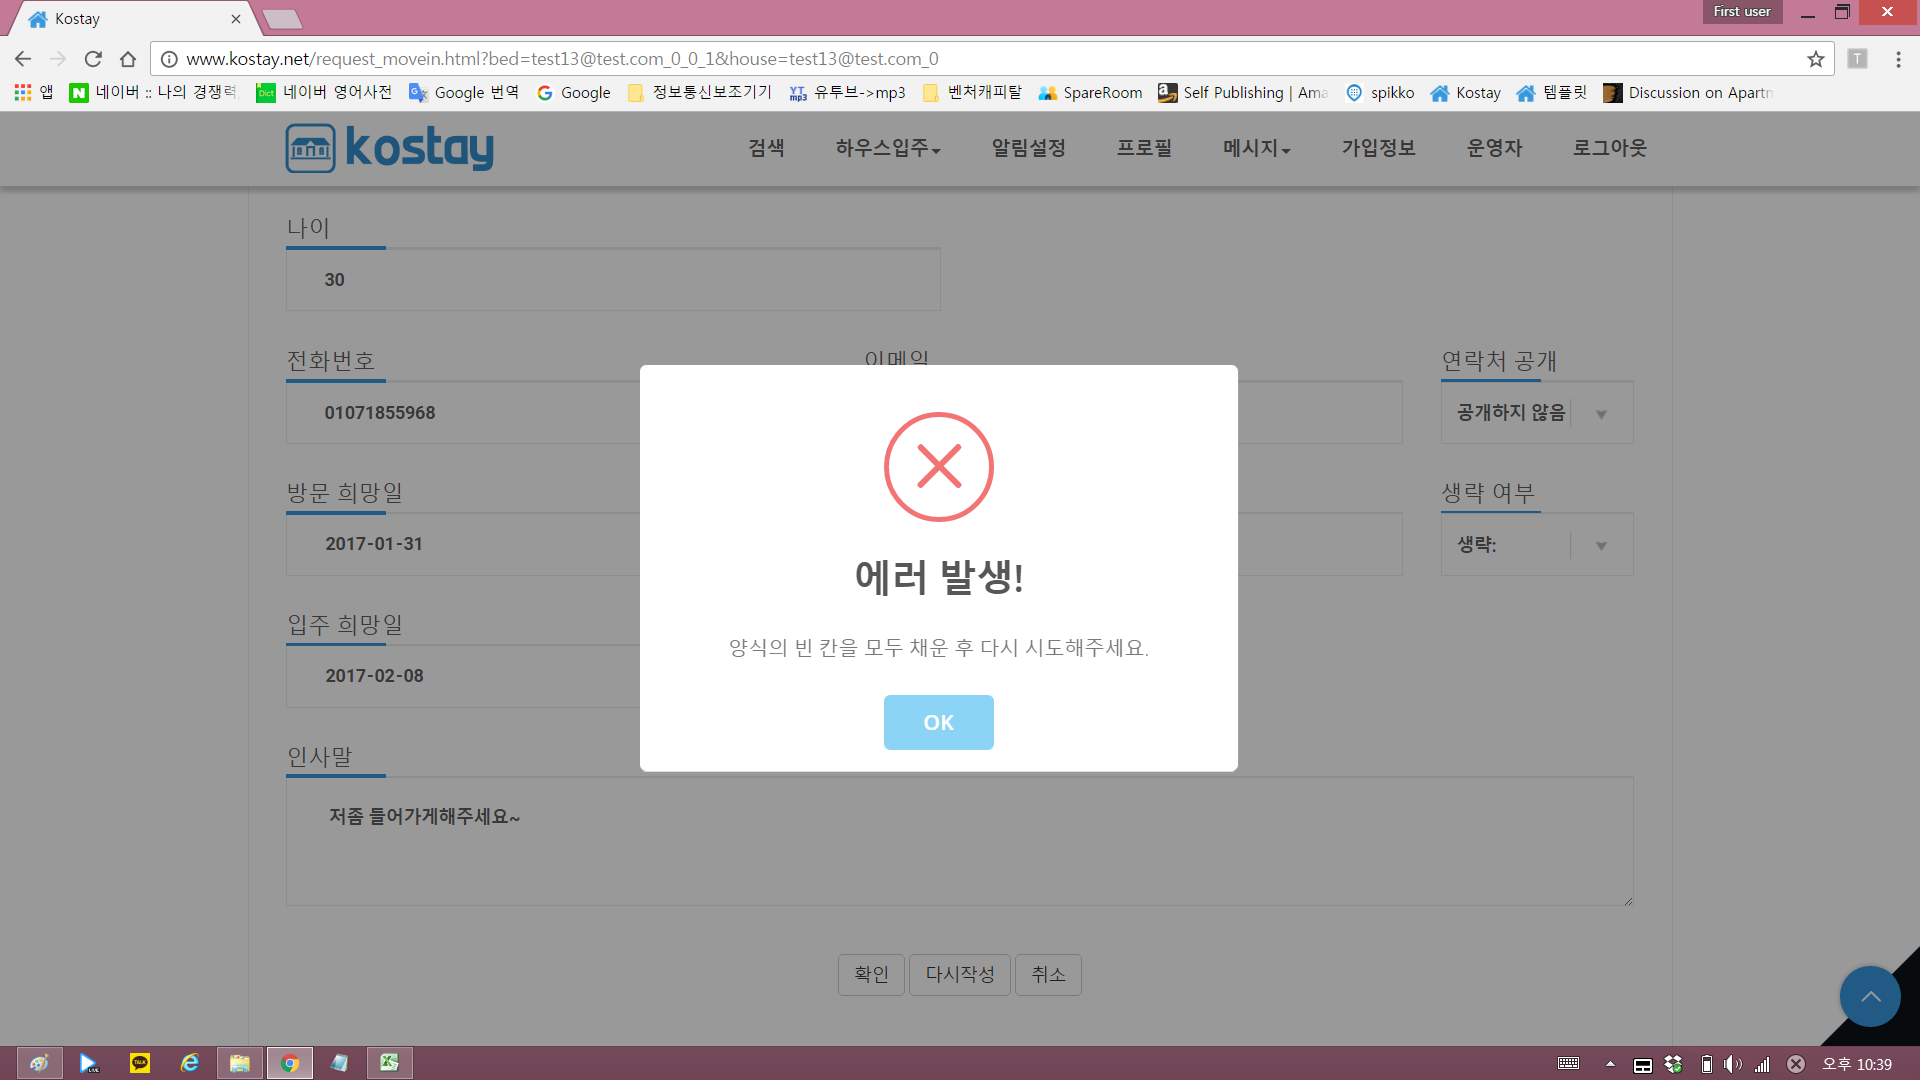 Kostay
First user
www.kostay.net/request_movein.html?bed=test13@test.com_0_0_1&house=test13@test.com_0
T
앱
N
네이버 :: 나의 경쟁력
Dict
네이버 영어사전
Google 번역
Google
정보통신보조기기
YT mp3
유투브->mp3
벤처캐피탈
SpareRoom
Self Publishing | Ama
spikko
Kostay
템플릿
Discussion on Apartm
kostay
검색
하우스입주
알림설정
프로필
메시지
가입정보
운영자
로그아웃
나이
30
전화번호
이메일
연락처 공개
01071855968
공개하지 않음
방문 희망일
생략 여부
2017-01-31
생략:
에러 발생!
양식의 빈 칸을 모두 채운 후 다시 시도해주세요.
OK
입주 희망일
2017-02-08
인사말
저좀 들어가게해주세요~
확인
다시작성
취소
LIVE
TALK
오후 10:39